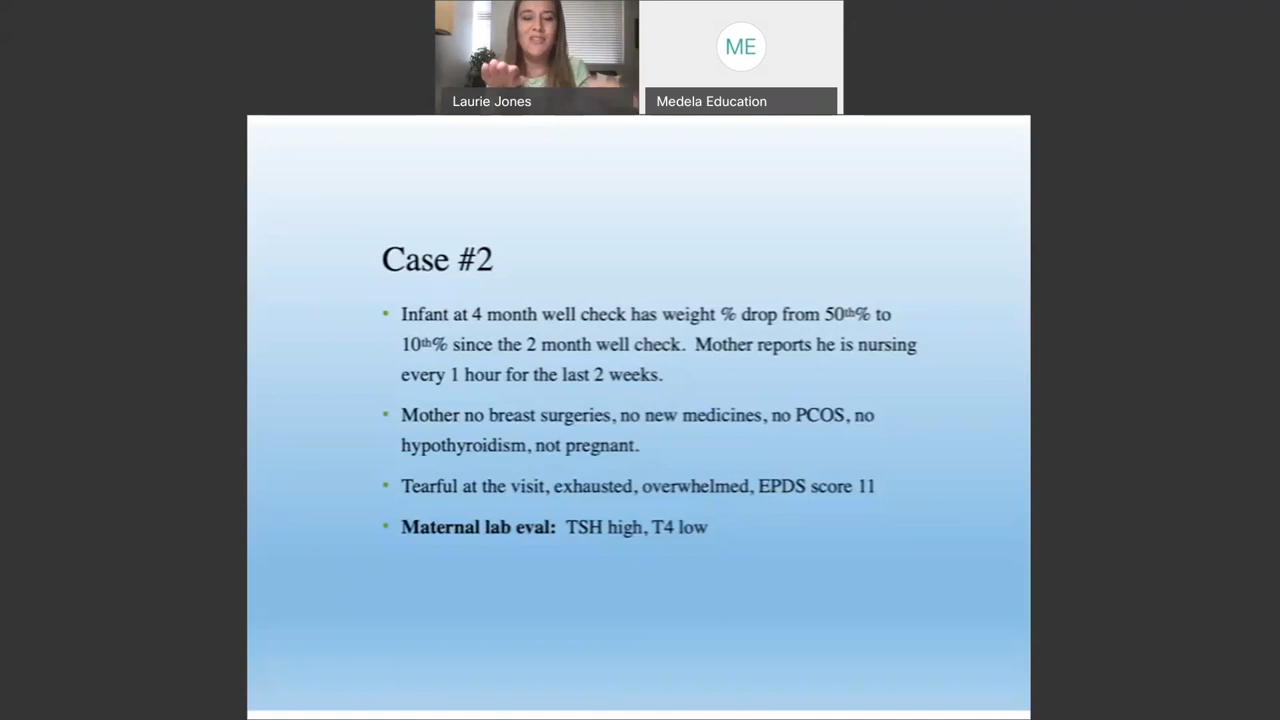 ME
Laurie Jones
Medela Education
Case #2
• Infant at 4 month well check has weight % drop from 50th% to
10th% since the 2 month well check. Mother reports he is nursing
every 1 hour for the last 2 weeks.
• Mother no breast surgeries, no new medicines, no PCOS, no
hypothyroidism, not pregnant.
• Tearful at the visit, exhausted, overwhelmed, EPDS score 11
• Maternal lab eval: TSH high, T4 low